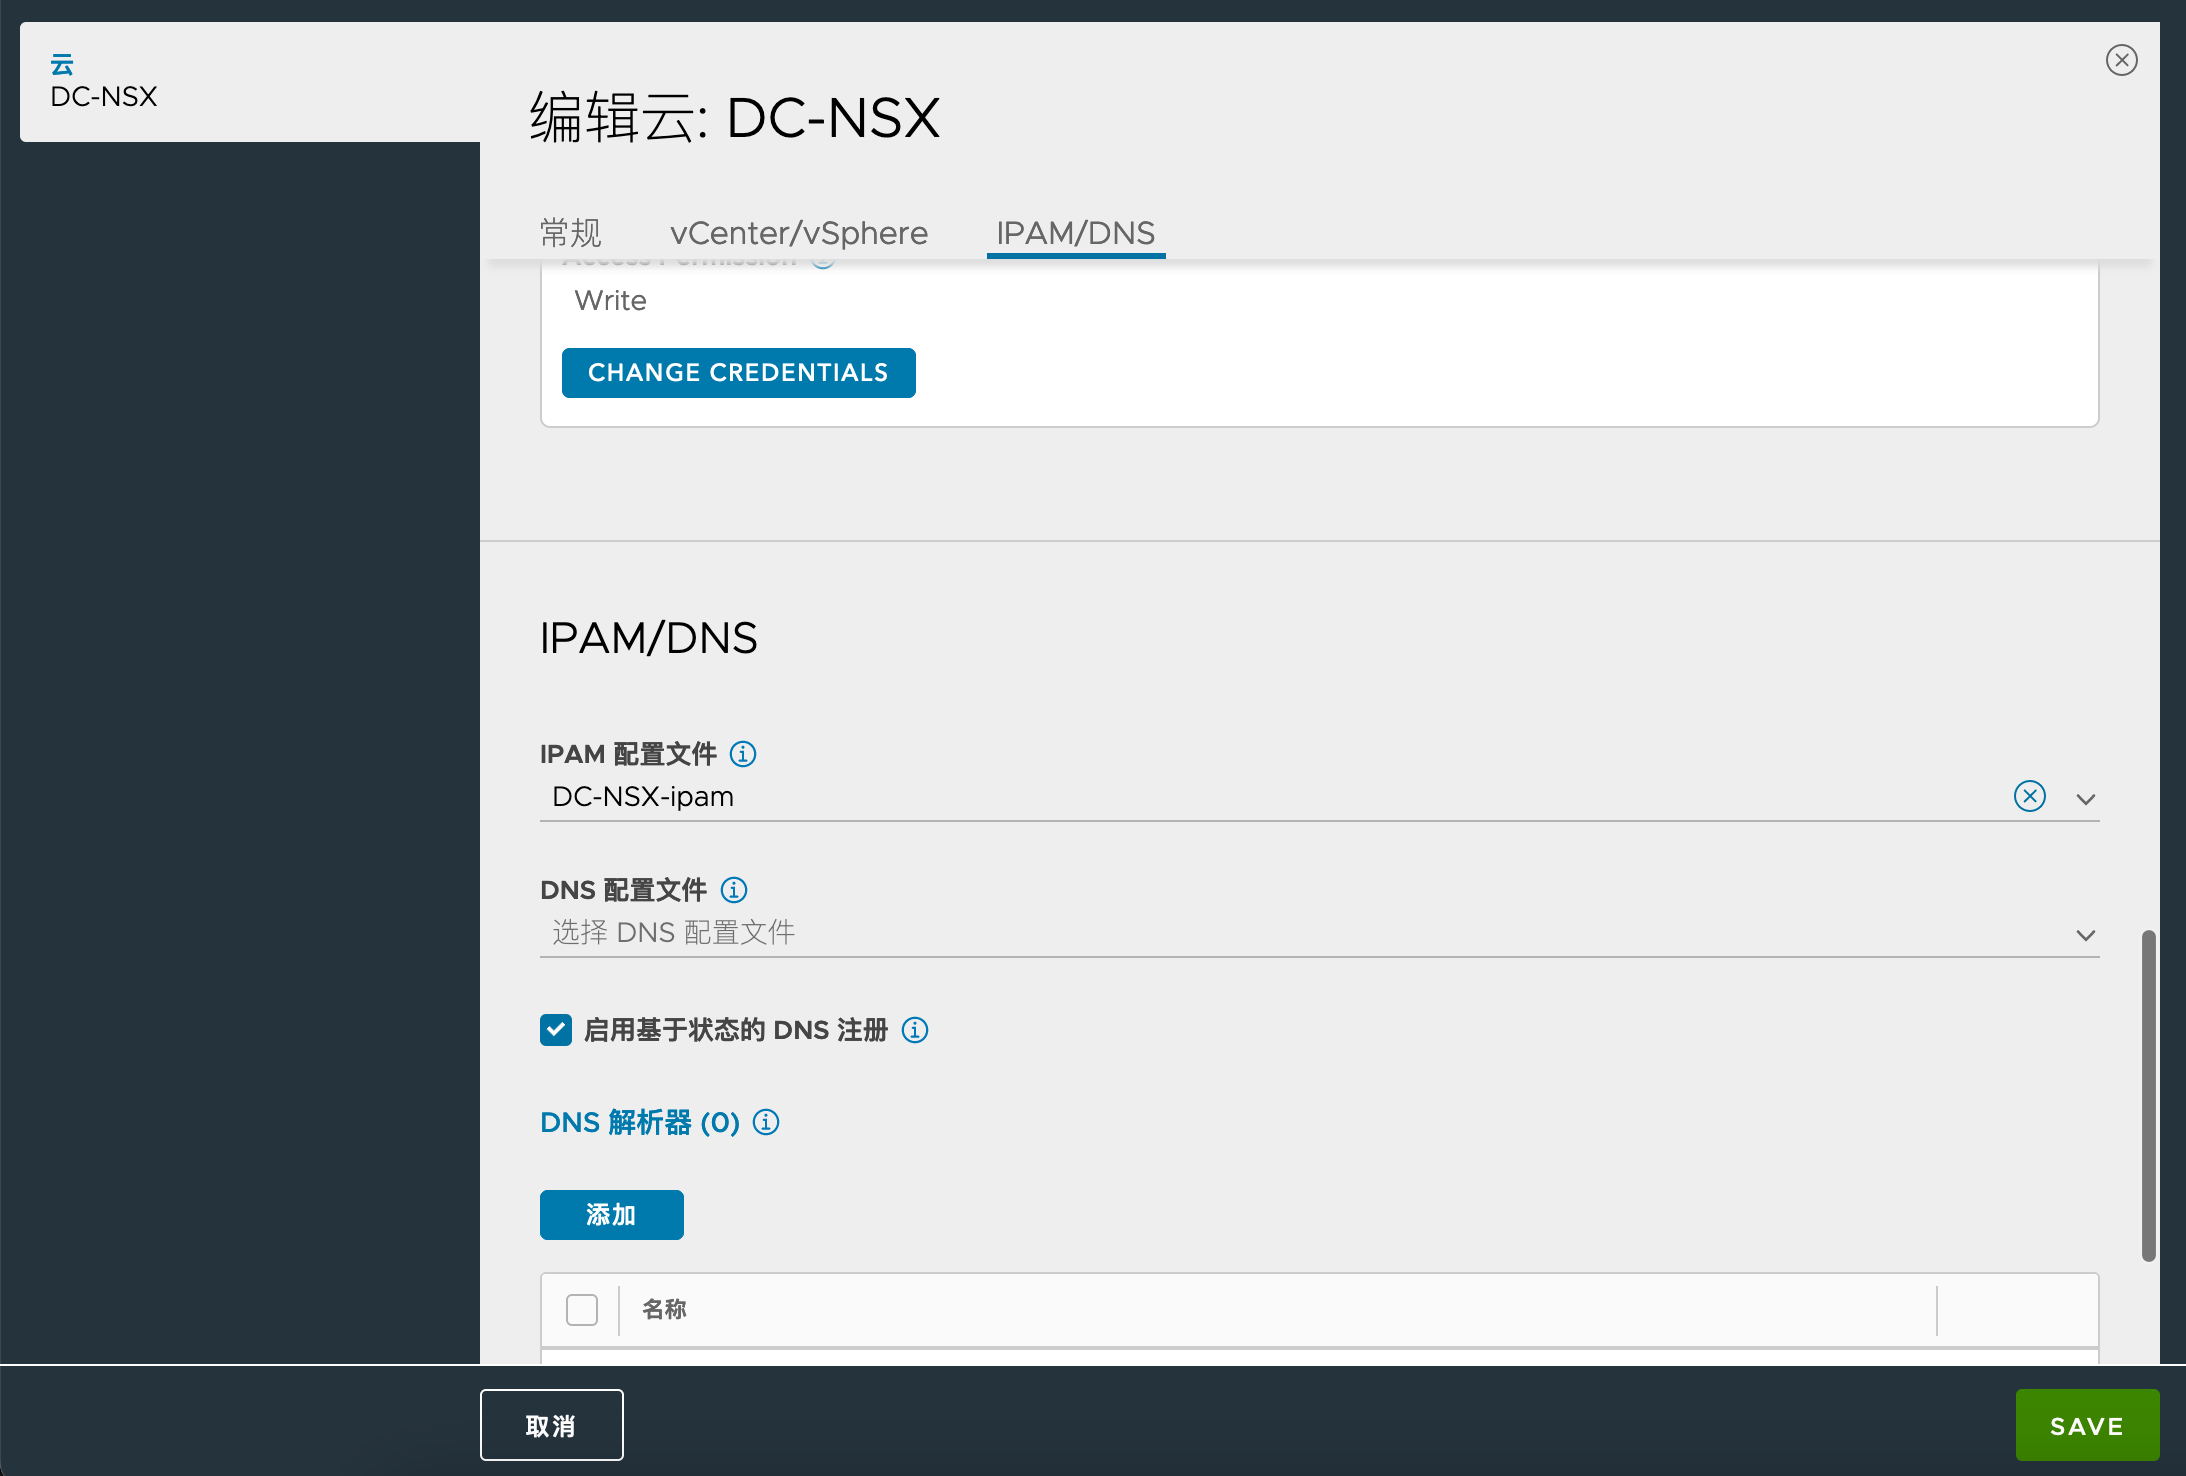 云
DC-NSX
编辑云: DC-NSX
常规
vCenter/vSphere
IPAM/DNS
Access Permission
Write
CHANGE CREDENTIALS
IPAM/DNS
IPAM 配置文件
DC-NSX-ipam
DNS 配置文件
选择 DNS 配置文件
启用基于状态的 DNS 注册
DNS 解析器 (0)
添加
名称
取消
SAVE